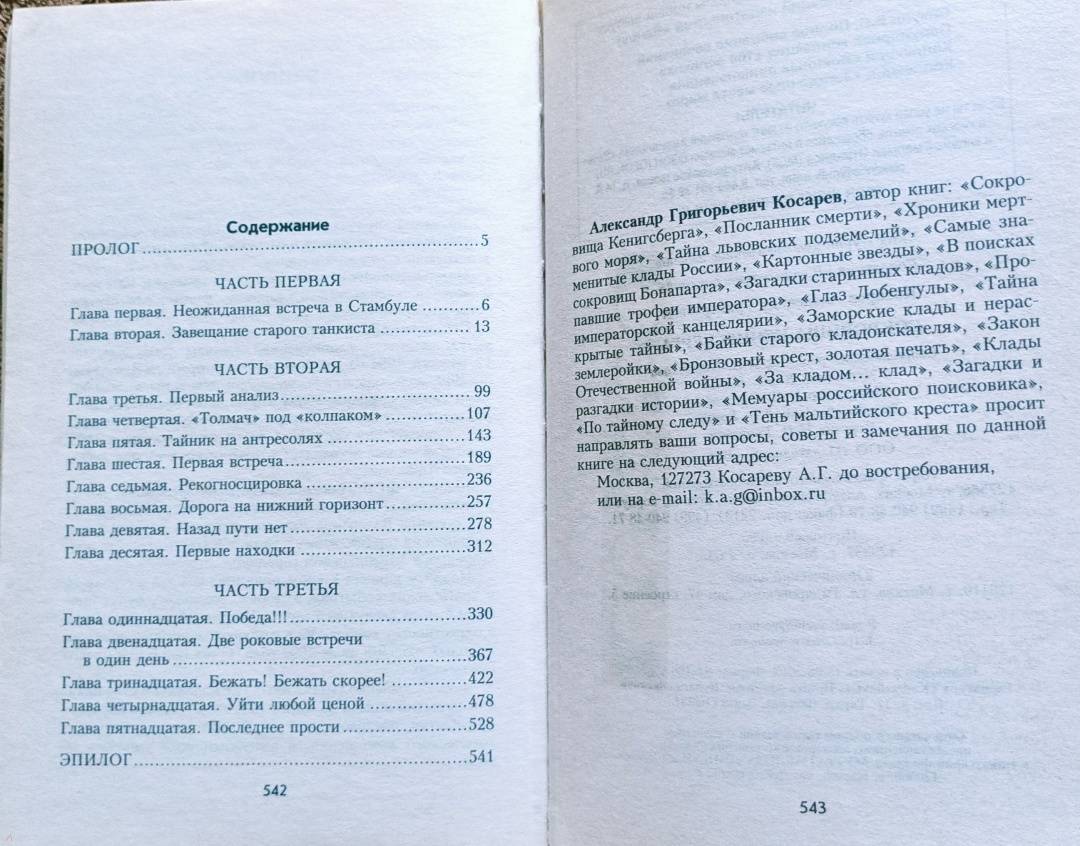 Содержание
ПРОЛОГ.....5
ЧАСТЬ ПЕРВАЯ
Глава первая. Неожиданная встреча в Стамбуле.....6
Глава вторая. Завещание старого танкиста.....13
ЧАСТЬ ВТОРАЯ
Глава третья. Первый анализ.....99
Глава четвертая. «Толмач» под «колпаком».....107
Глава пятая. Тайник на антресолях.....143
Глава шестая. Первая встреча.....189
Глава седьмая. Рекогносцировка.....236
Глава восьмая. Дорога на нижний горизонт.....257
Глава девятая. Назад пути нет.....278
Глава десятая. Первые находки.....312
ЧАСТЬ ТРЕТЬЯ
Глава одиннадцатая. Победа!!!.....330
Глава двенадцатая. Две роковые встречи
в один день.....367
Глава тринадцатая. Бежать! Бежать скорее!.....422
Глава четырнадцатая. Уйти любой ценой.....478
Глава пятнадцатая. Последнее прости.....528
ЭПИЛОГ.....541
542
Александр Григорьевич Косарев, автор книг: «Сокро-
вища Кенигсберга», «Посланник смерти», «Хроники мерт-
вого моря», «Тайна львовских подземелий», «Самые зна-
менитые клады России», «Картонные звезды», «В поисках
сокровищ Бонапарта», «Загадки старинных кладов», «Про-
павшие трофеи императора», «Глаз Лобенгулы», «Тайна
императорской канцелярии», «Заморские клады и нерас-
крытые тайны», «Байки старого кладоискателя», «Закон
землеройки», «Бронзовый крест, золотая печать», «Клады
Отечественной войны», «За кладом… клад», «Загадки и
разгадки истории», «Мемуары российского поисковика»,
«По тайному следу» и «Тень мальтийского креста» просит
направлять ваши вопросы, советы и замечания по данной
книге на следующий адрес:
Москва, 127273 Косареву А.Г. до востребования,
или на e-mail: k.a.g@inbox.ru
543